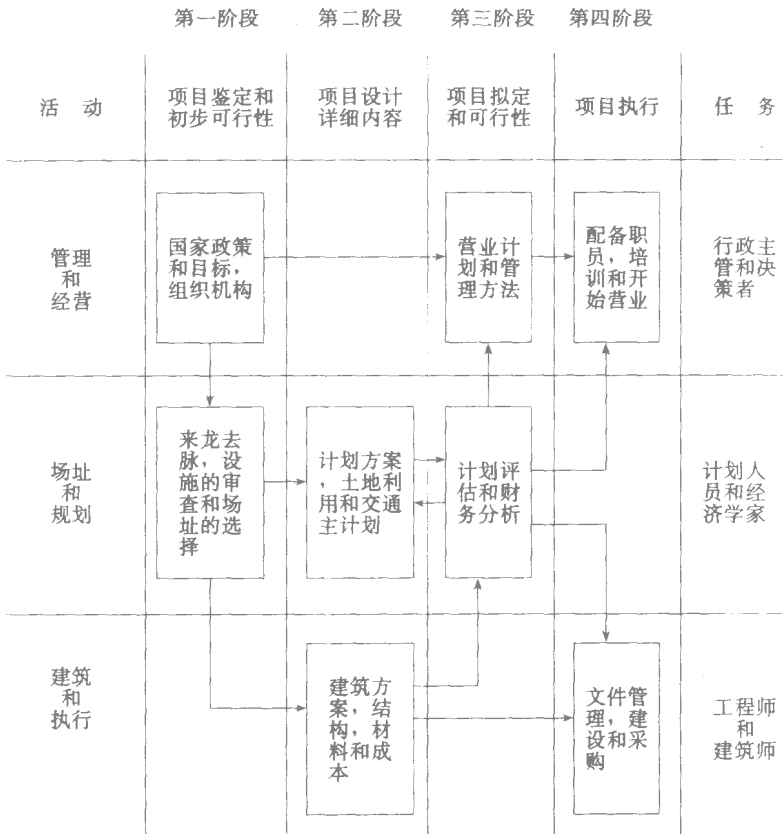 第一阶段 第二阶段 第三阶段 第四阶段
活 动
项目鉴定和
初步可行性
项目设计
详细内容
项目拟定
和可行性
项目执行
任 务
管理
和
经营
国家政策
和目标,
组织机构
营业计
划和管
理方法
配备职
员,培
训和开
始营业
行政主
管和决
策者
场址
和
规划
来龙去
脉,设
施的审
查和场
址的选
择
计划方案
,土地利
用和交通
主计划
计划评
估和财
务分析
计划人
员和经
济学家
建筑
和
执行
建筑方
案,结
构,材
料和成
本
文件管
理,建
设和采
购
工程师
和
建筑师